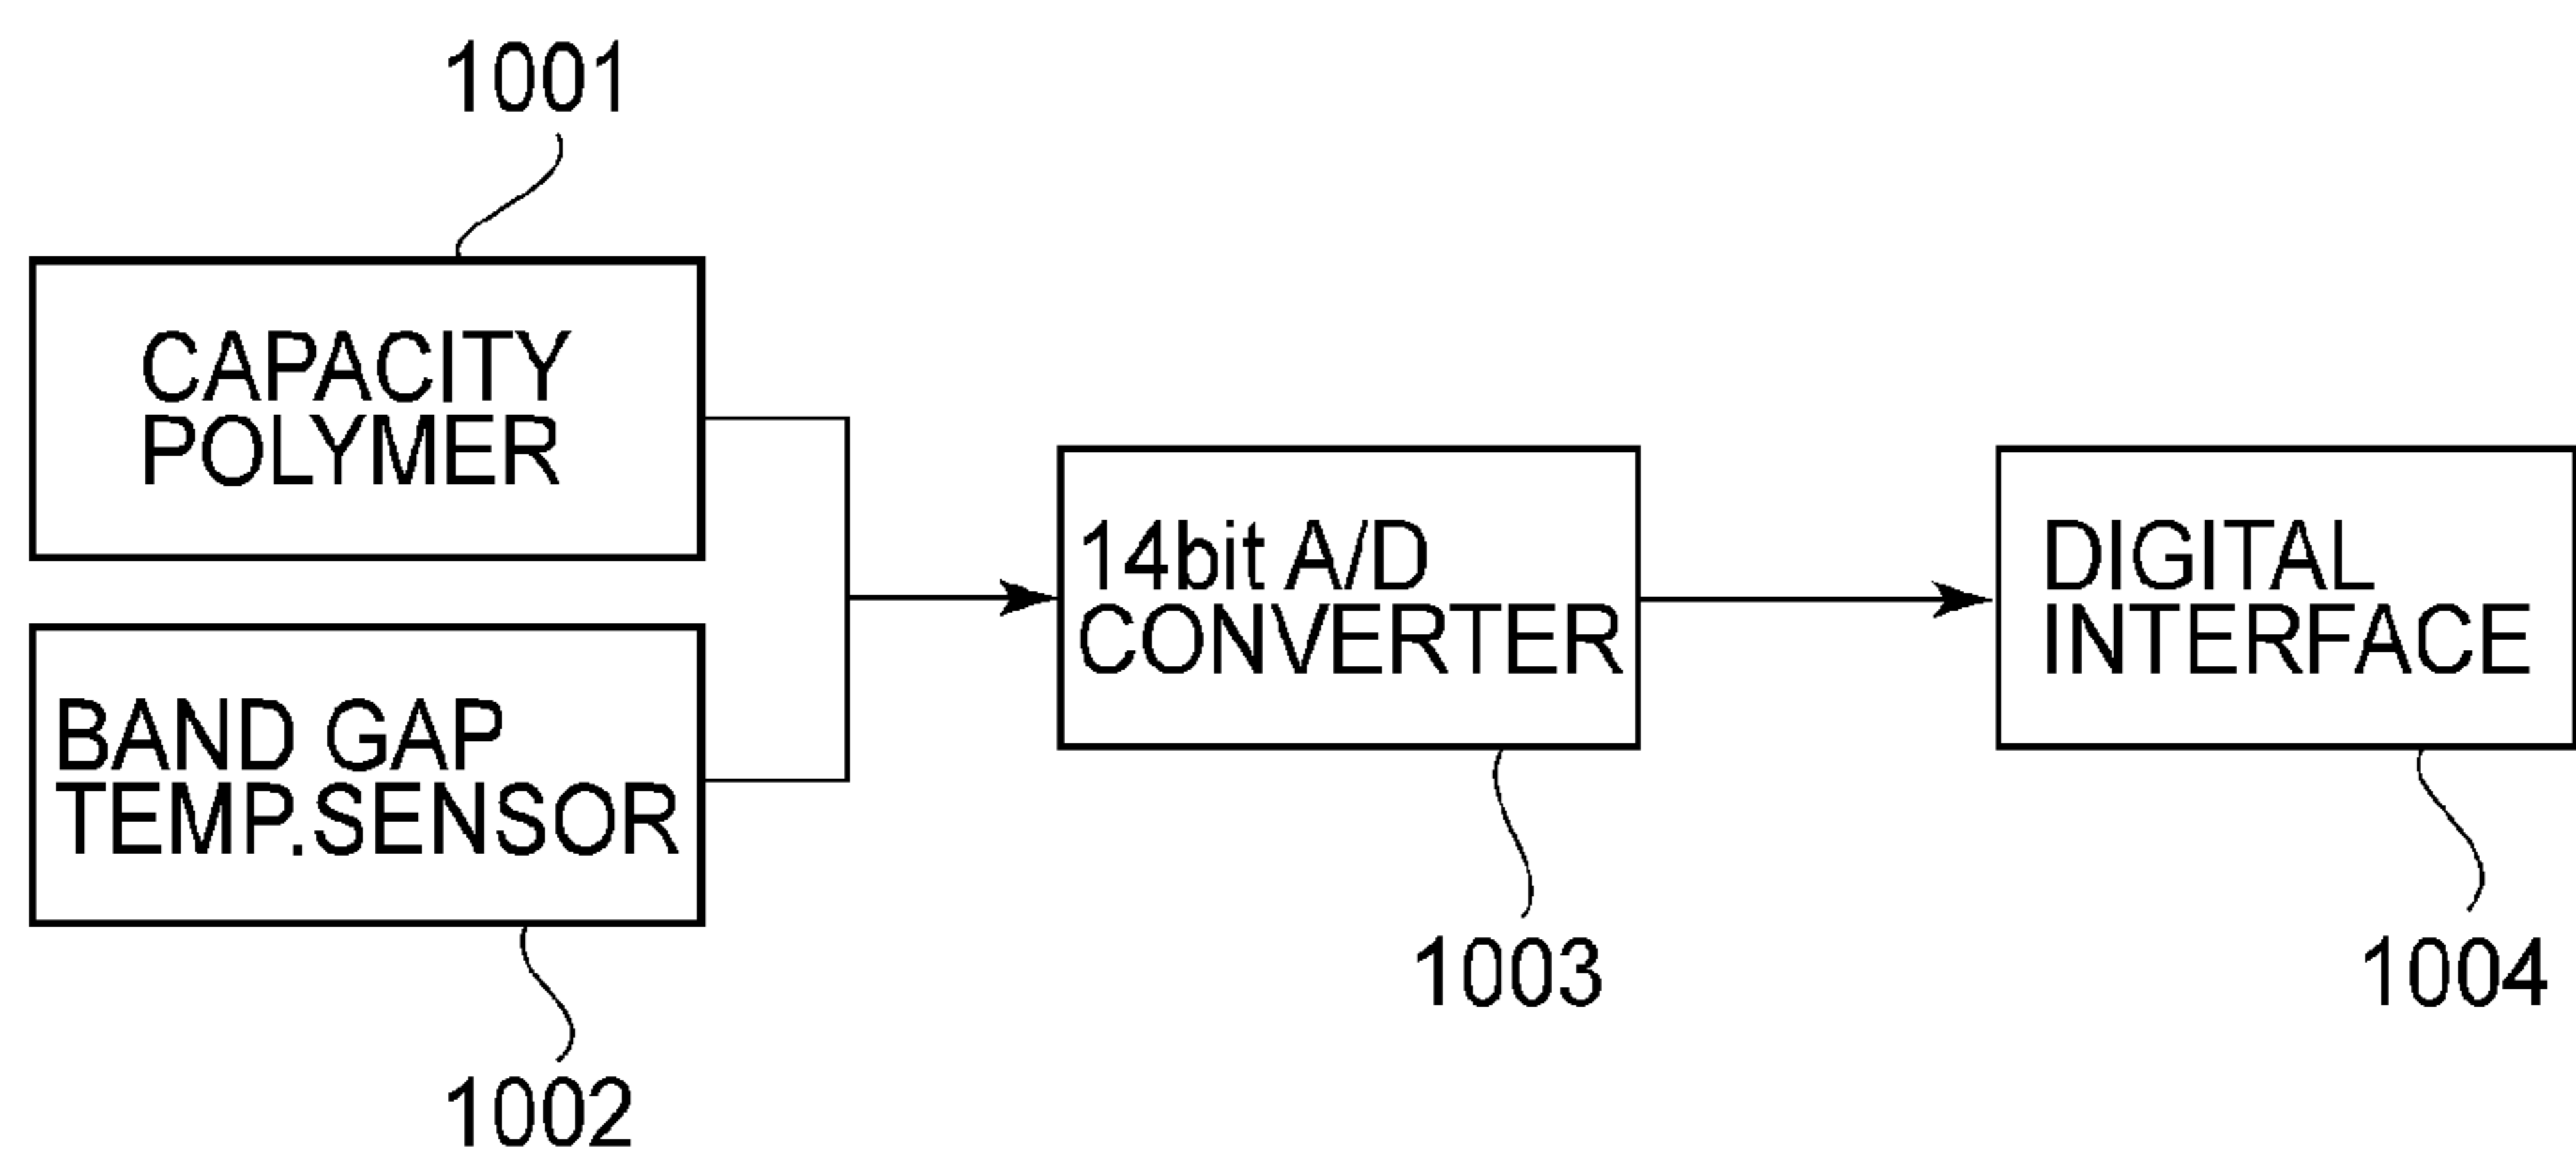 1001
CAPACITY
POLYMER
BAND GAP
TEMP.SENSOR
1002
14bit A/D
CONVERTER
1003
DIGITAL
INTERFACE
1004